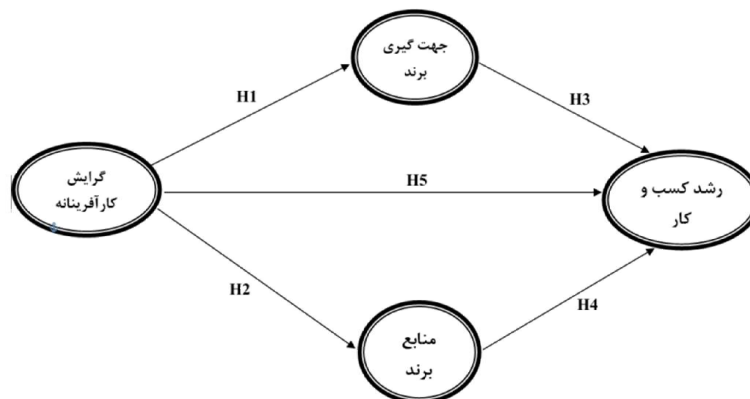 جهت گیری
برند
H1
H3
گرایش
کارآفرینانه
H5
رشد کسب و
کار
H2
H4
منابع
برند